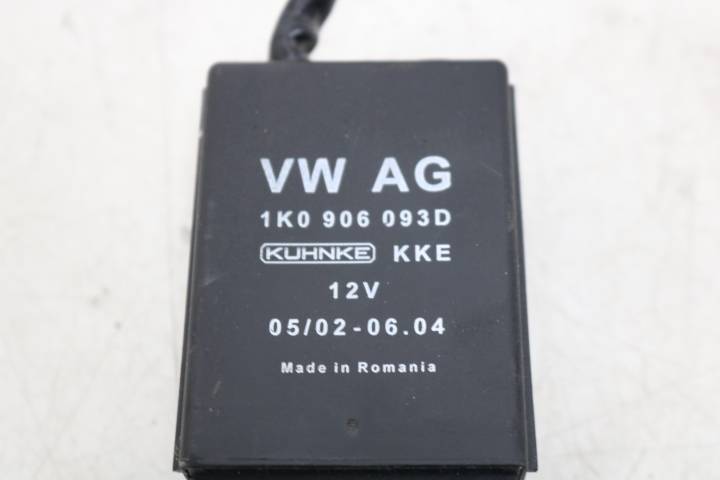 VW AG
1K0 906 093D
KUHNKE KKE
12V
05/02-06.04
Made in Romania